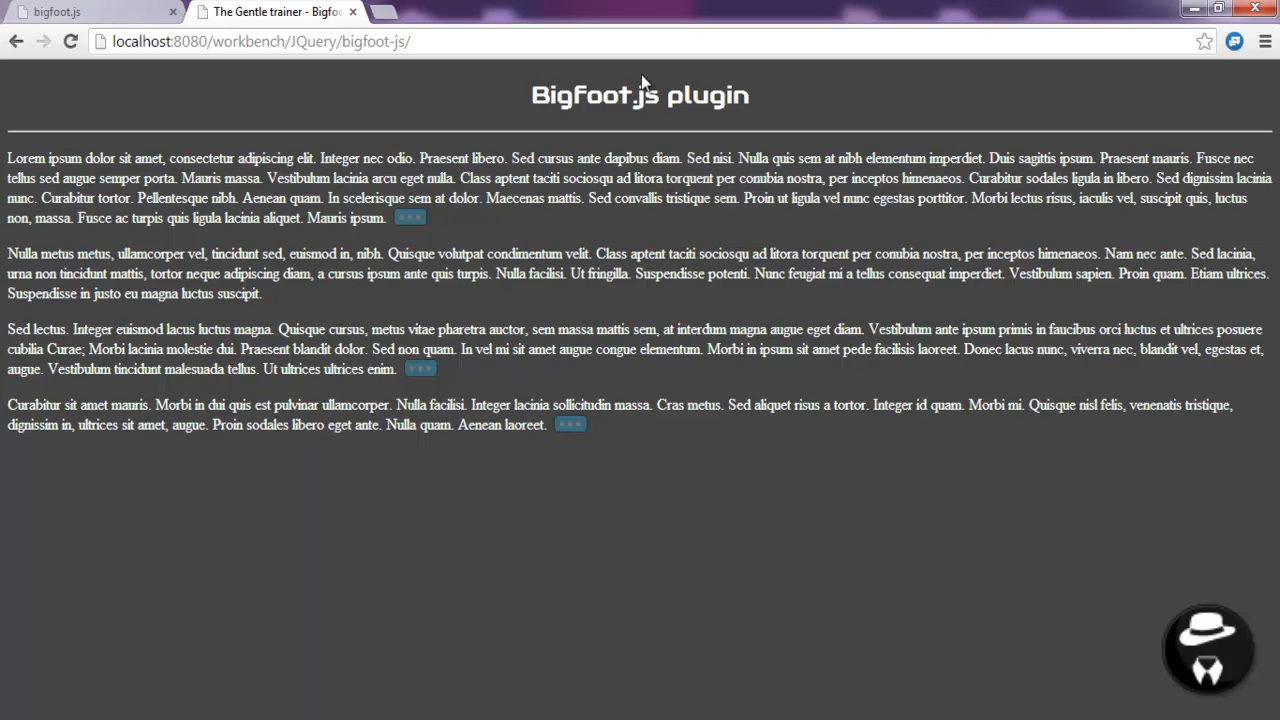 bigfoot.js
The Gentle trainer - Bigfo
localhost:8080/workbench/JQuery/bigfoot-js/
Bigfoot.js plugin
Lorem ipsum dolor sit amet, consectetur adipiscing elit. Integer nec odio. Praesent libero. Sed cursus ante dapibus diam. Sed nisi. Nulla quis sem at nibh elementum imperdiet. Duis sagittis ipsum. Praesent mauris. Fusce nec
tellus sed augue semper porta. Mauris massa. Vestibulum lacinia arcu eget nulla. Class aptent taciti sociosqu ad litora torquent per conubia nostra, per inceptos himenaeos. Curabitur sodales ligula in libero. Sed dignissim lacinia
nunc. Curabitur tortor. Pellentesque nibh. Aenean quam. In scelerisque sem at dolor. Maecenas mattis. Sed convallis tristique sem. Proin ut ligula vel nunc egestas porttitor. Morbi lectus risus, iaculis vel, suscipit quis, luctus
non, massa. Fusce ac turpis quis ligula lacinia aliquet. Mauris ipsum.
Nulla metus metus, ullamcorper vel, tincidunt sed, euismod in, nibh. Quisque volutpat condimentum velit. Class aptent taciti sociosqu ad litora torquent per conubia nostra, per inceptos himenaeos. Nam nec ante. Sed lacinia,
urna non tincidunt mattis, tortor neque adipiscing diam, a cursus ipsum ante quis turpis. Nulla facilisi. Ut fringilla. Suspendisse potenti. Nunc feugiat mi a tellus consequat imperdiet. Vestibulum sapien. Proin quam. Etiam ultrices.
Suspendisse in justo eu magna luctus suscipit.
Sed lectus. Integer euismod lacus luctus magna. Quisque cursus, metus vitae pharetra auctor, sem massa mattis sem, at interdum magna augue eget diam. Vestibulum ante ipsum primis in faucibus orci luctus et ultrices posuere
cubilia Curae; Morbi lacinia molestie dui. Praesent blandit dolor. Sed non quam. In vel mi sit amet augue congue elementum. Morbi in ipsum sit amet pede facilisis laoreet. Donec lacus nunc, viverra nec, blandit vel, egestas et,
augue. Vestibulum tincidunt malesuada tellus. Ut ultrices ultrices enim.
Curabitur sit amet mauris. Morbi in dui quis est pulvinar ullamcorper. Nulla facilisi. Integer lacinia sollicitudin massa. Cras metus. Sed aliquet risus a tortor. Integer id quam. Morbi mi. Quisque nisl felis, venenatis tristique,
dignissim in, ultrices sit amet, augue. Proin sodales libero eget ante. Nulla quam. Aenean laoreet.